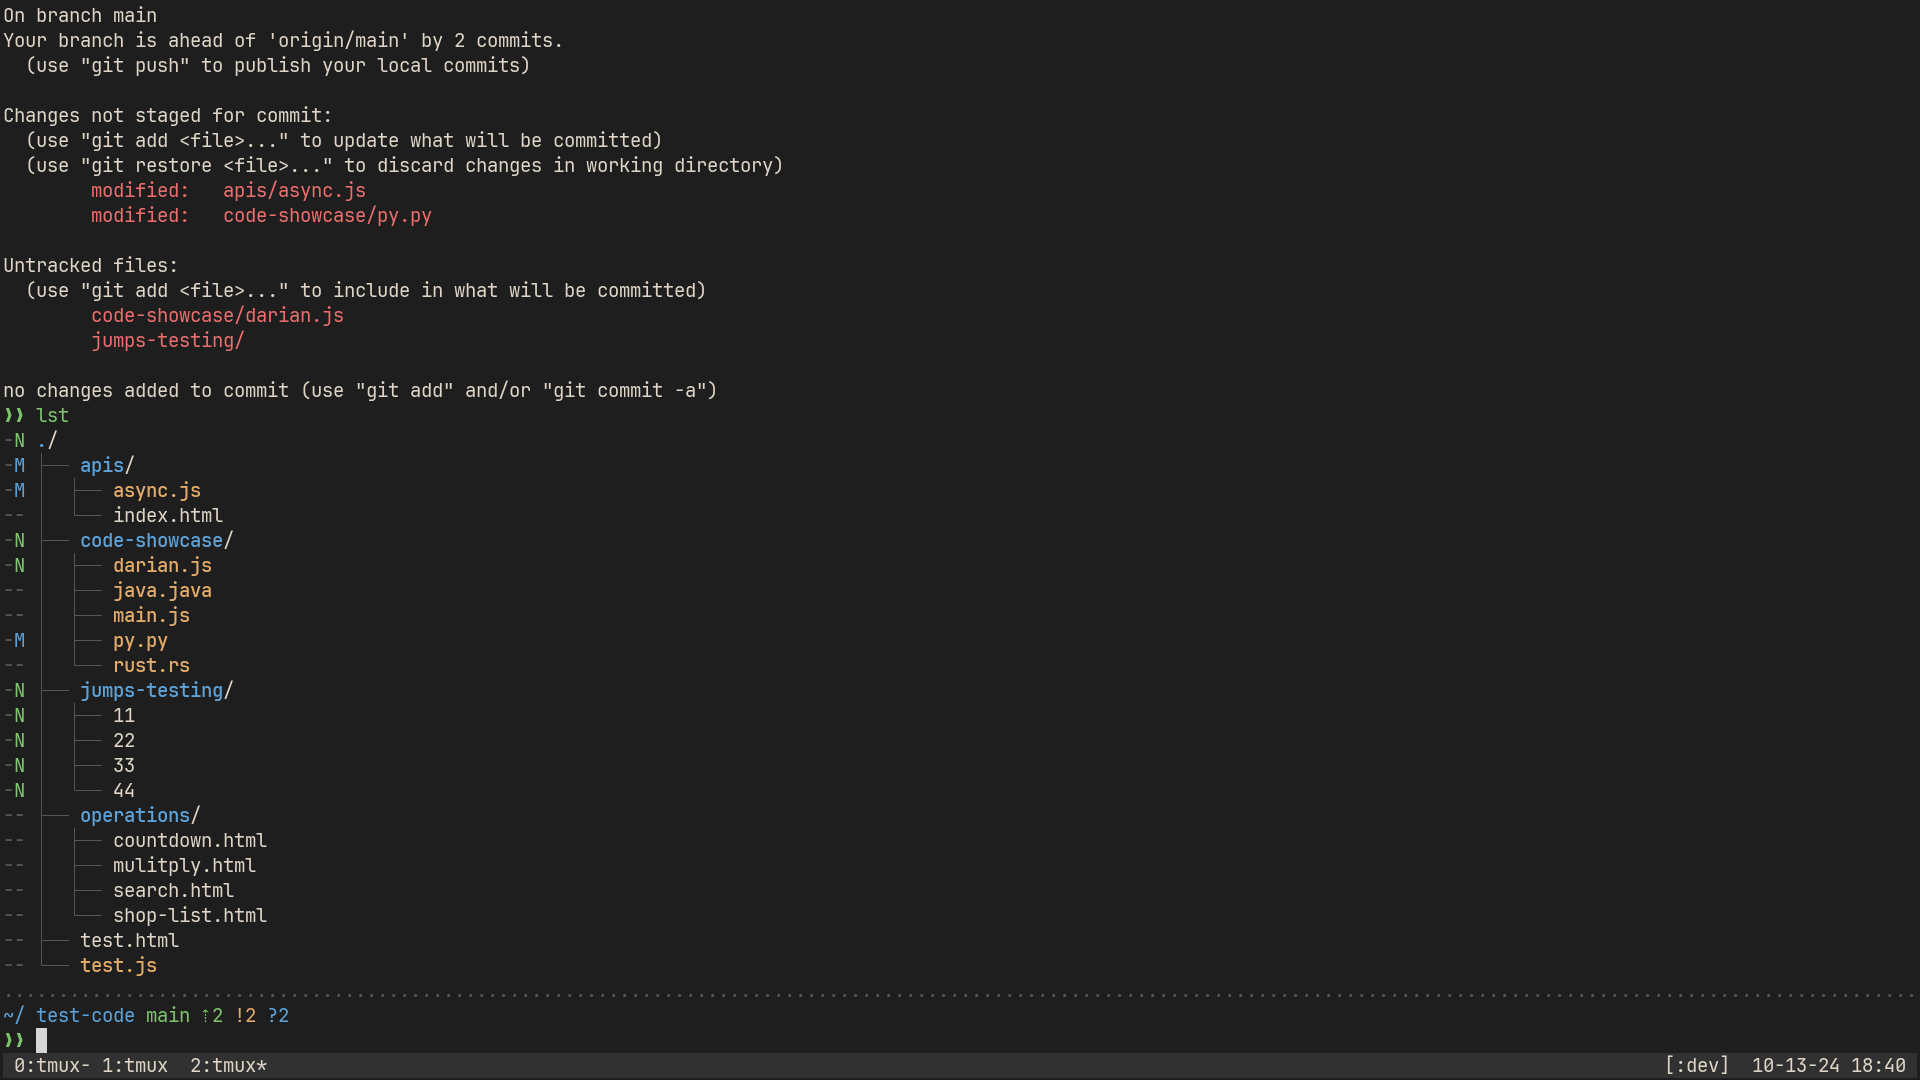 On branch main
Your branch is ahead of 'origin/main' by 2 commits.
  (use "git push" to publish your local commits)

Changes not staged for commit:
  (use "git add <file>..." to update what will be committed)
  (use "git restore <file>..." to discard changes in working directory)
        modified:   apis/async.js
        modified:   code-showcase/py.py

Untracked files:
  (use "git add <file>..." to include in what will be committed)
        code-showcase/darian.js
        jumps-testing/

no changes added to commit (use "git add" and/or "git commit -a")
❫❫ lst
-N ./
-M ├── apis/
-M │  ├── async.js
-- │  └── index.html
-N ├── code-showcase/
-N │  ├── darian.js
-- │  ├── java.java
-- │  ├── main.js
-M │  ├── py.py
-- │  └── rust.rs
-N ├── jumps-testing/
-N │  ├── 11
-N │  ├── 22
-N │  ├── 33
-N │  └── 44
-- ├── operations/
-- │  ├── countdown.html
-- │  ├── mulitply.html
-- │  ├── search.html
-- │  └── shop-list.html
-- ├── test.html
-- └── test.js
~/ test-code main ⇡2 !2 ?2
❫❫
0:tmux- 1:tmux  2:tmux* [:dev]  10-13-24 18:40